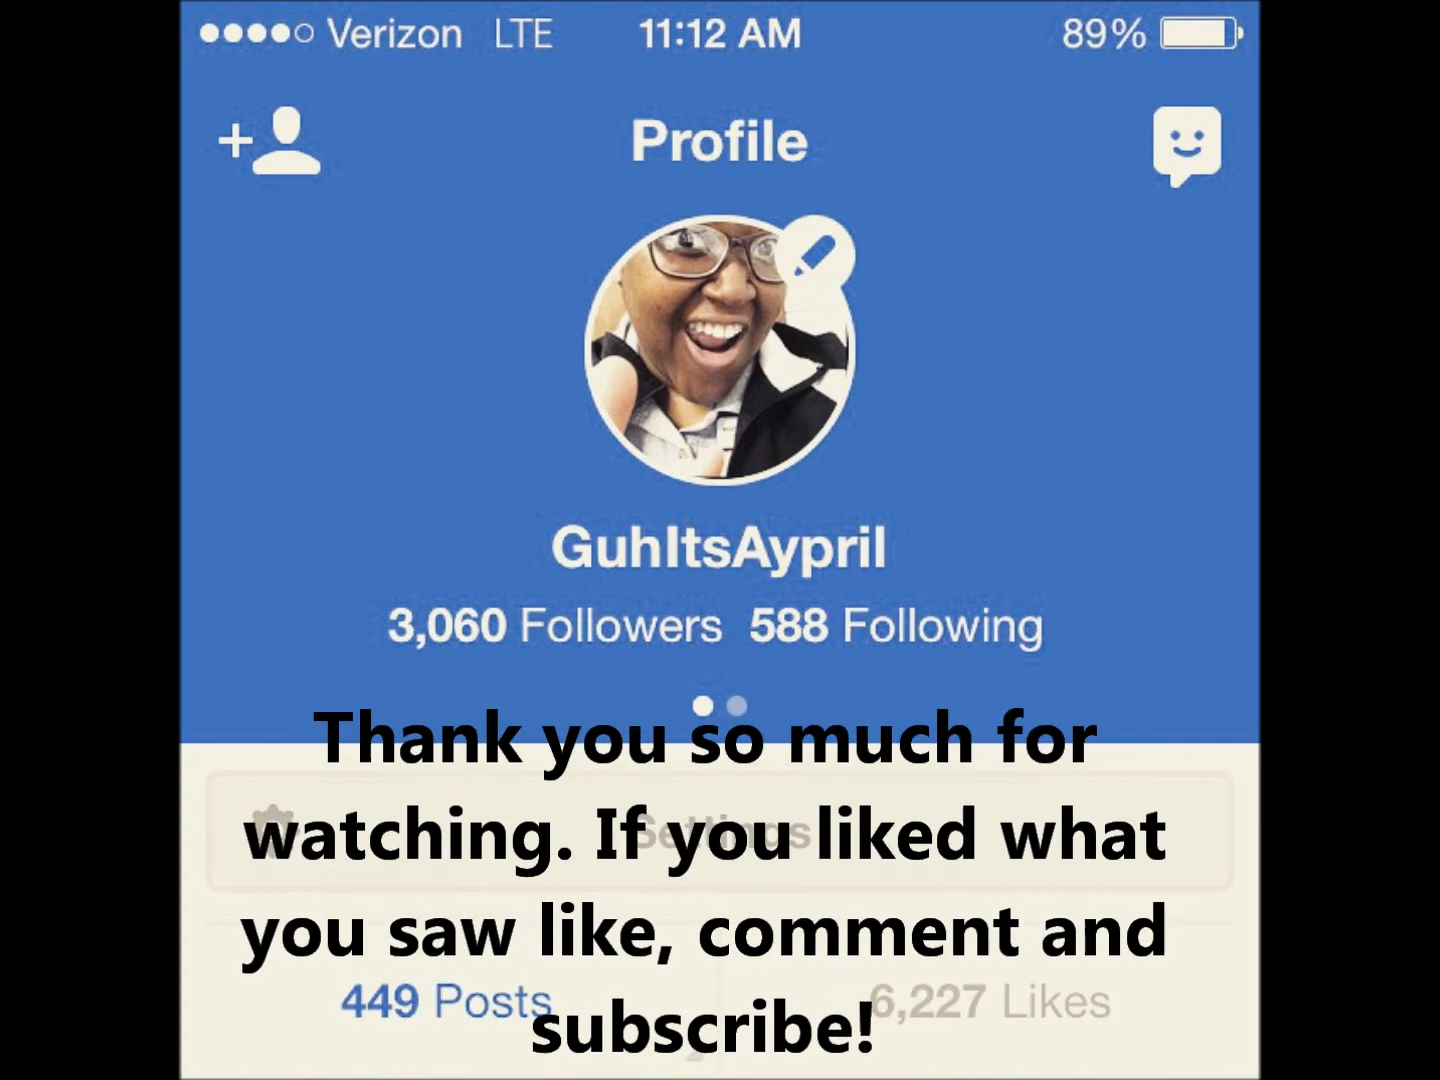 Verizon LTE 11:12 AM 89%
Profile
GuhItsAypril
3,060 Followers 588 Following
Thank you so much for
Settings
watching. If you liked what
you saw like, comment and
449 Posts 6,227 Likes
subscribe!